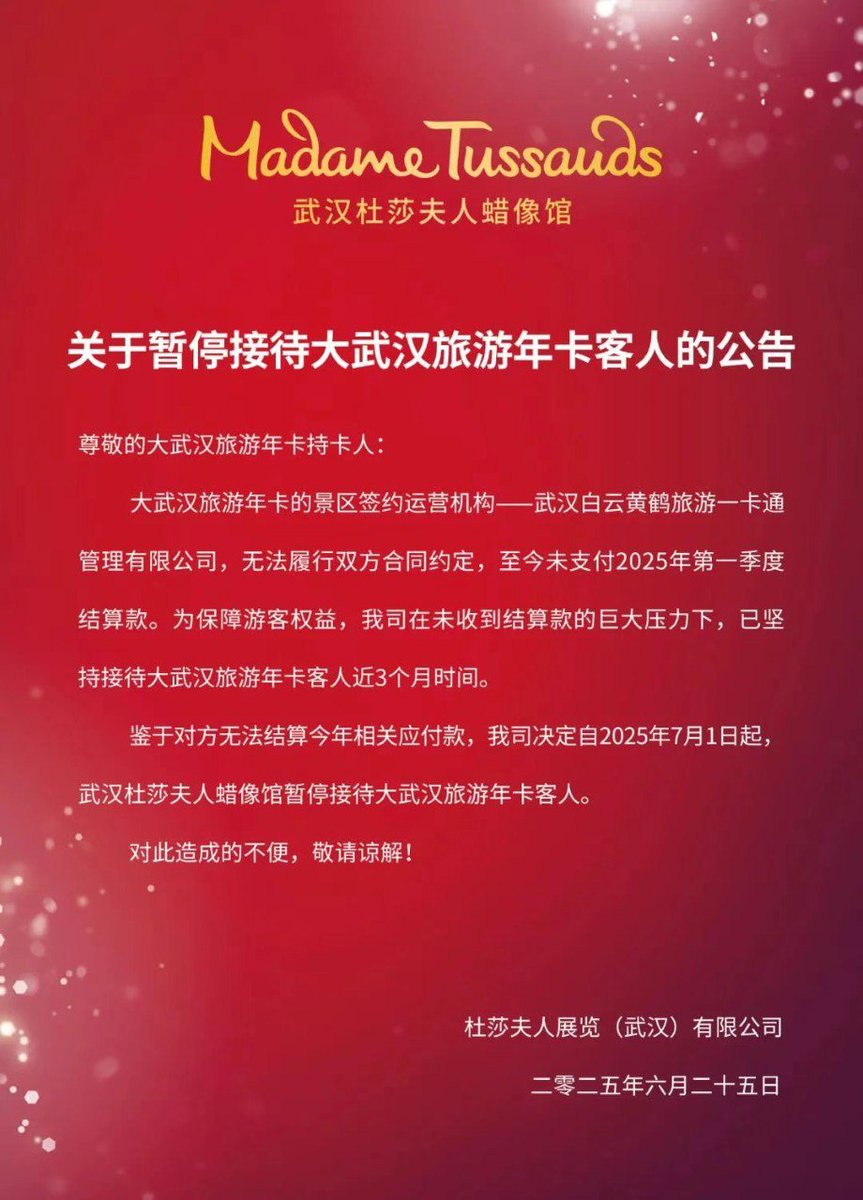 Madame Tussauds
武汉杜莎夫人蜡像馆
关于暂停接待大武汉旅游年卡客人的公告
尊敬的大武汉旅游年卡持卡人：
大武汉旅游年卡的景区签约运营机构——武汉白云黄鹤旅游一卡通
管理有限公司，无法履行双方合同约定，至今未支付2025年第一季度
结算款。为保障游客权益，我司在未收到结算款的巨大压力下，已坚
持接待大武汉旅游年卡客人近3个月时间。
鉴于对方无法结算今年相关应付款，我司决定自2025年7月1日起，
武汉杜莎夫人蜡像馆暂停接待大武汉旅游年卡客人。
对此造成的不便，敬请谅解！
杜莎夫人展览（武汉）有限公司
二零二五年六月二十五日